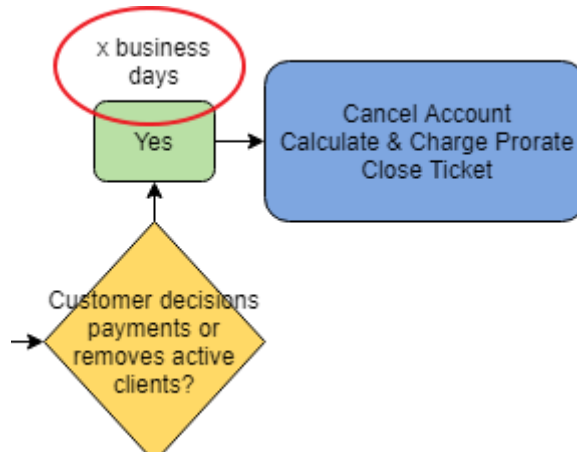 x business
days
Yes
Cancel Account
Calculate & Charge Prorate
Close Ticket
Customer decisions
payments or
removes active
clients?